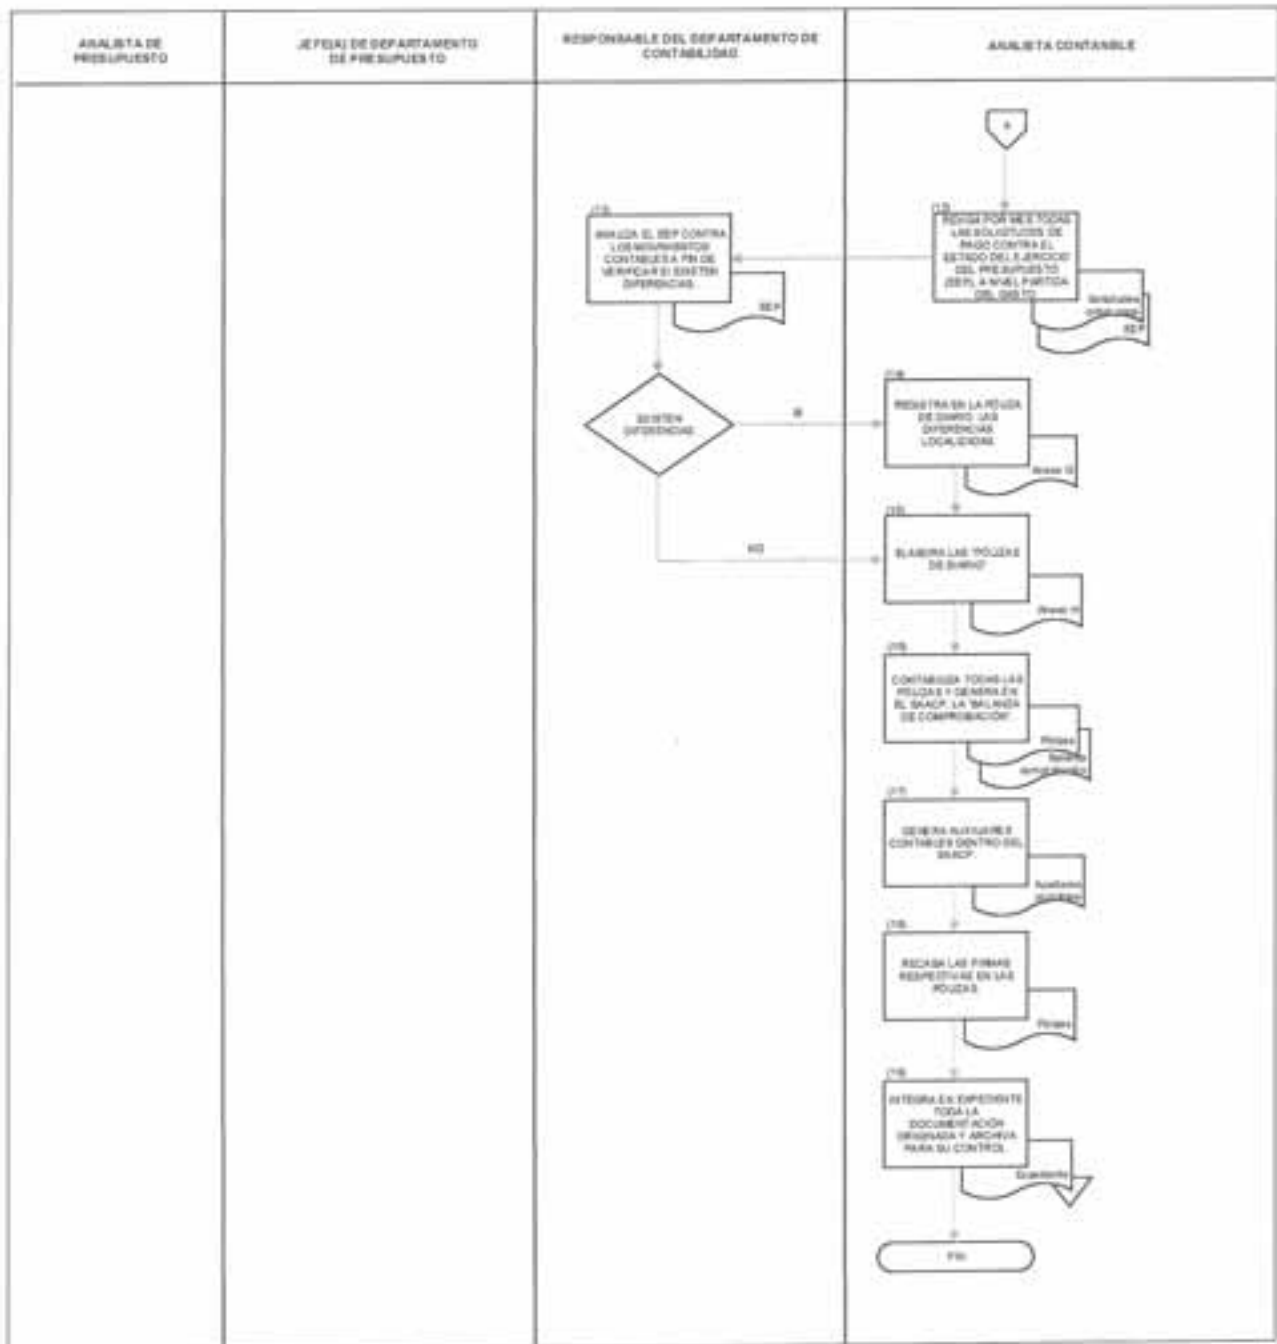 ANALISTA DE
PRESUPUESTO
JEFE(A) DE DEPARTAMENTO
DE PRESUPUESTO
RESPONSABLE DEL DEPARTAMENTO DE
CONTABILIDAD
ANALISTA CONTABLE
REVISA POR MES TODAS
LAS SOLICITUDES DE
PAGO CONTRA EL
ESTADO DEL EJERCICIO
DEL PRESUPUESTO
A NIVEL PARTIDA
DEL GASTO
ANALIZA EL EEP CONTRA
LOS MOVIMIENTOS
CONTABLES A FIN DE
VERIFICAR SI EXISTEN
DIFERENCIAS.
EEP
EEP
EXISTEN
DIFERENCIAS
SI
REGISTRA EN LA PÓLIZA
DE DIARIO, LAS
DIFERENCIAS
LOCALIZADAS
Anexo
NO
ELABORA LAS "PÓLIZAS
DE DIARIO"
Anexo
CONTABILIZA TODAS LAS
PÓLIZAS Y GENERA EN
EL SAACP, LA "BALANZA
DE COMPROBACIÓN".
Pólizas
(17)
GENERA AUXILIARES
CONTABLES DENTRO DEL
SAACP.
Auxiliares
(18)
RECABA LAS FIRMAS
RESPECTIVAS EN LAS
PÓLIZAS.
Pólizas
(19)
INTEGRA EN EXPEDIENTE
TODA LA
DOCUMENTACIÓN
ORIGINADA Y ARCHIVA
PARA SU CONTROL.
Expediente
FIN